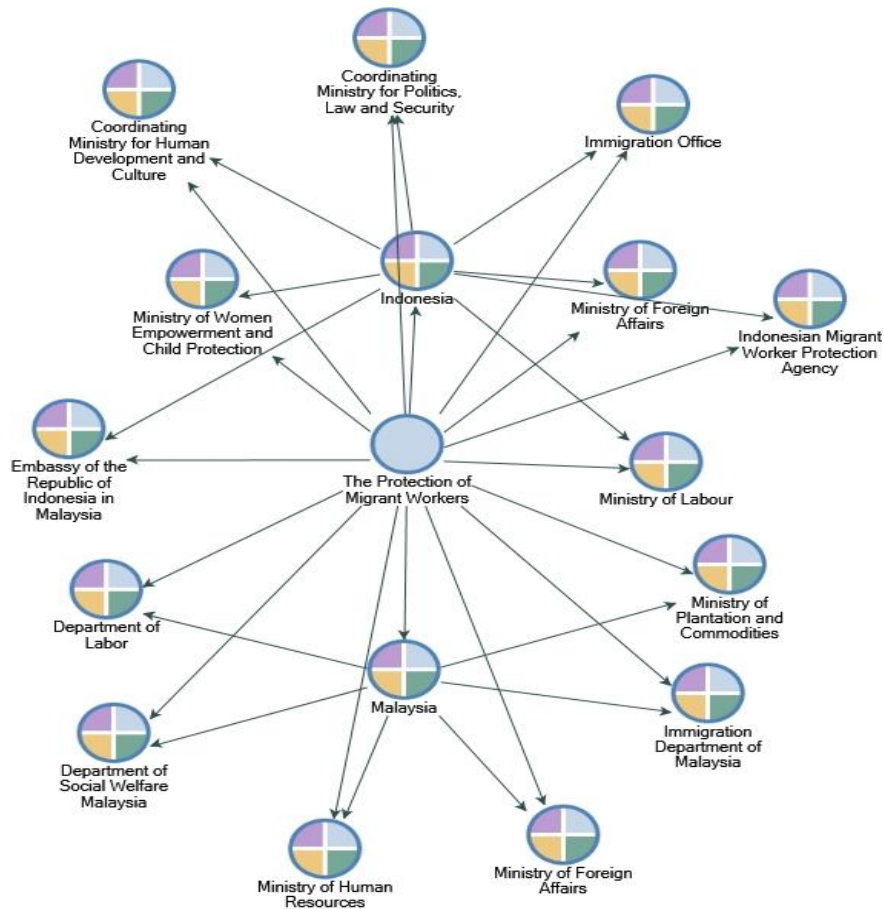 Coordinating
Ministry for Politics,
Law and Security
Coordinating
Ministry for Human
Development and
Culture
Immigration Office
Indonesia
Ministry of Women
Empowerment and
Child Protection
Ministry of Foreign
Affairs
Indonesian Migrant
Worker Protection
Agency
Embassy of the
Republic of
Indonesia in
Malaysia
The Protection of
Migrant Workers
Ministry of Labour
Department of
Labor
Ministry of
Plantation and
Commodities
Malaysia
Immigration
Department of
Malaysia
Department of
Social Welfare
Malaysia
Ministry of Human
Resources
Ministry of Foreign
Affairs